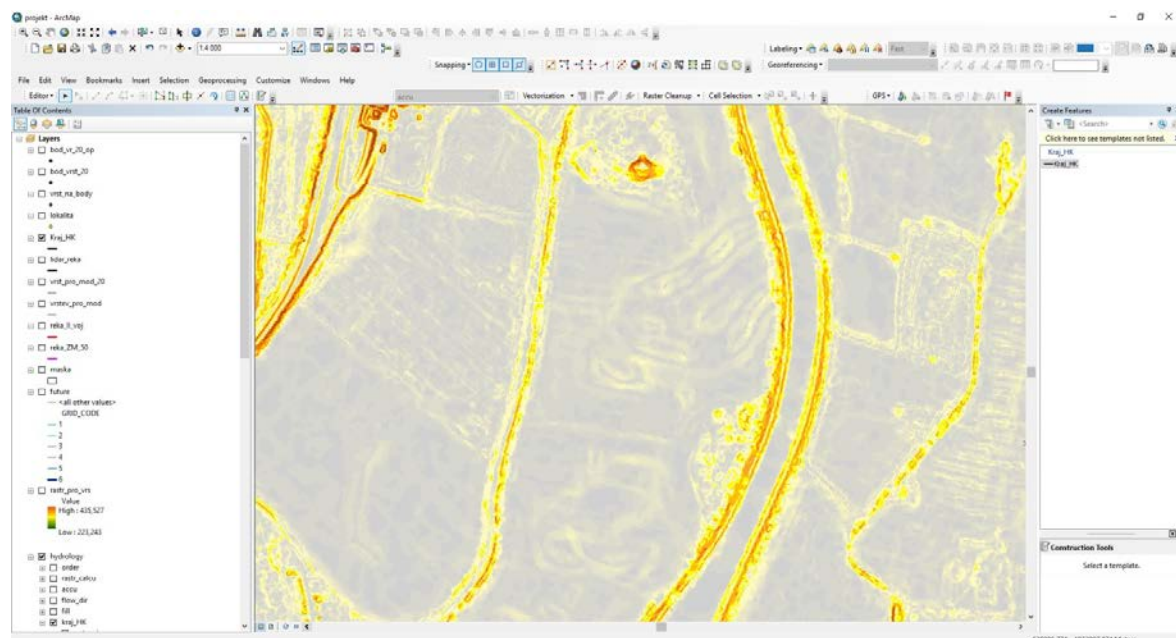 projekt - ArcMap
1:4 000
Labeling
Fast
Snapping
Georeferencing
File Edit View Bookmarks Insert Selection Geoprocessing Customize Windows Help
Editor
accu
Vectorization
Raster Cleanup
Cell Selection
GPS
Table Of Contents
Layers
bod_vr_20_op
bod_vrst_20
vrst_na_body
lokalita
Kraj_HK
lidar_reka
vrst_pro_mod_20
vrstev_pro_mod
reka_II_voj
reka_ZM_55
maska
future
<all other values>
GRID_CODE
1
2
3
4
5
6
rastr_pro_vrs
Value
High : 435,527
Low : 223,243
hydrology
order
rastr_calcu
accu
flow_dir
fill
kraj_HK
Create Features
<Search>
Click here to see templates not listed.
Kraj_HK
Kraj_HK
Construction Tools
Select a template.